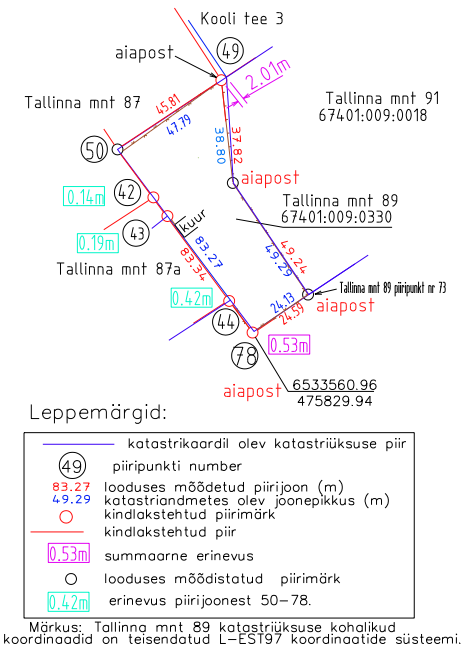 Kooli tee 3
aiapost
49
2.01m
Tallinna mnt 87
45.81
47.79
Tallinna mnt 91
67401:009:0018
38.80
37.82
50
aiapost
42
0.14m
Tallinna mnt 89
67401:009:0330
43
kuur
0.19m
83.27
83.34
49.24
49.29
Tallinna mnt 87a
Tallinna mnt 89 piiripunkt nr 73
0.42m
24.13
24.59
aiapost
44
78
0.53m
aiapost
6533560.96
475829.94
Leppemärgid:
katastrikaardil olev katastriüksuse piir
49 piiripunkti number
83.27 looduses mõõdetud piirijoon (m)
49.29 katastriandmetes olev joonepikkus (m)
kindlakstehtud piirimärk
kindlakstehtud piir
0.53m summaarne erinevus
looduses mõõdistatud piirimärk
0.42m erinevus piirijoonest 50-78.
Märkus: Tallinna mnt 89 katastriüksuse kohalikud
koordinaadid on teisendatud L-EST97 koordinaatide süsteemi.